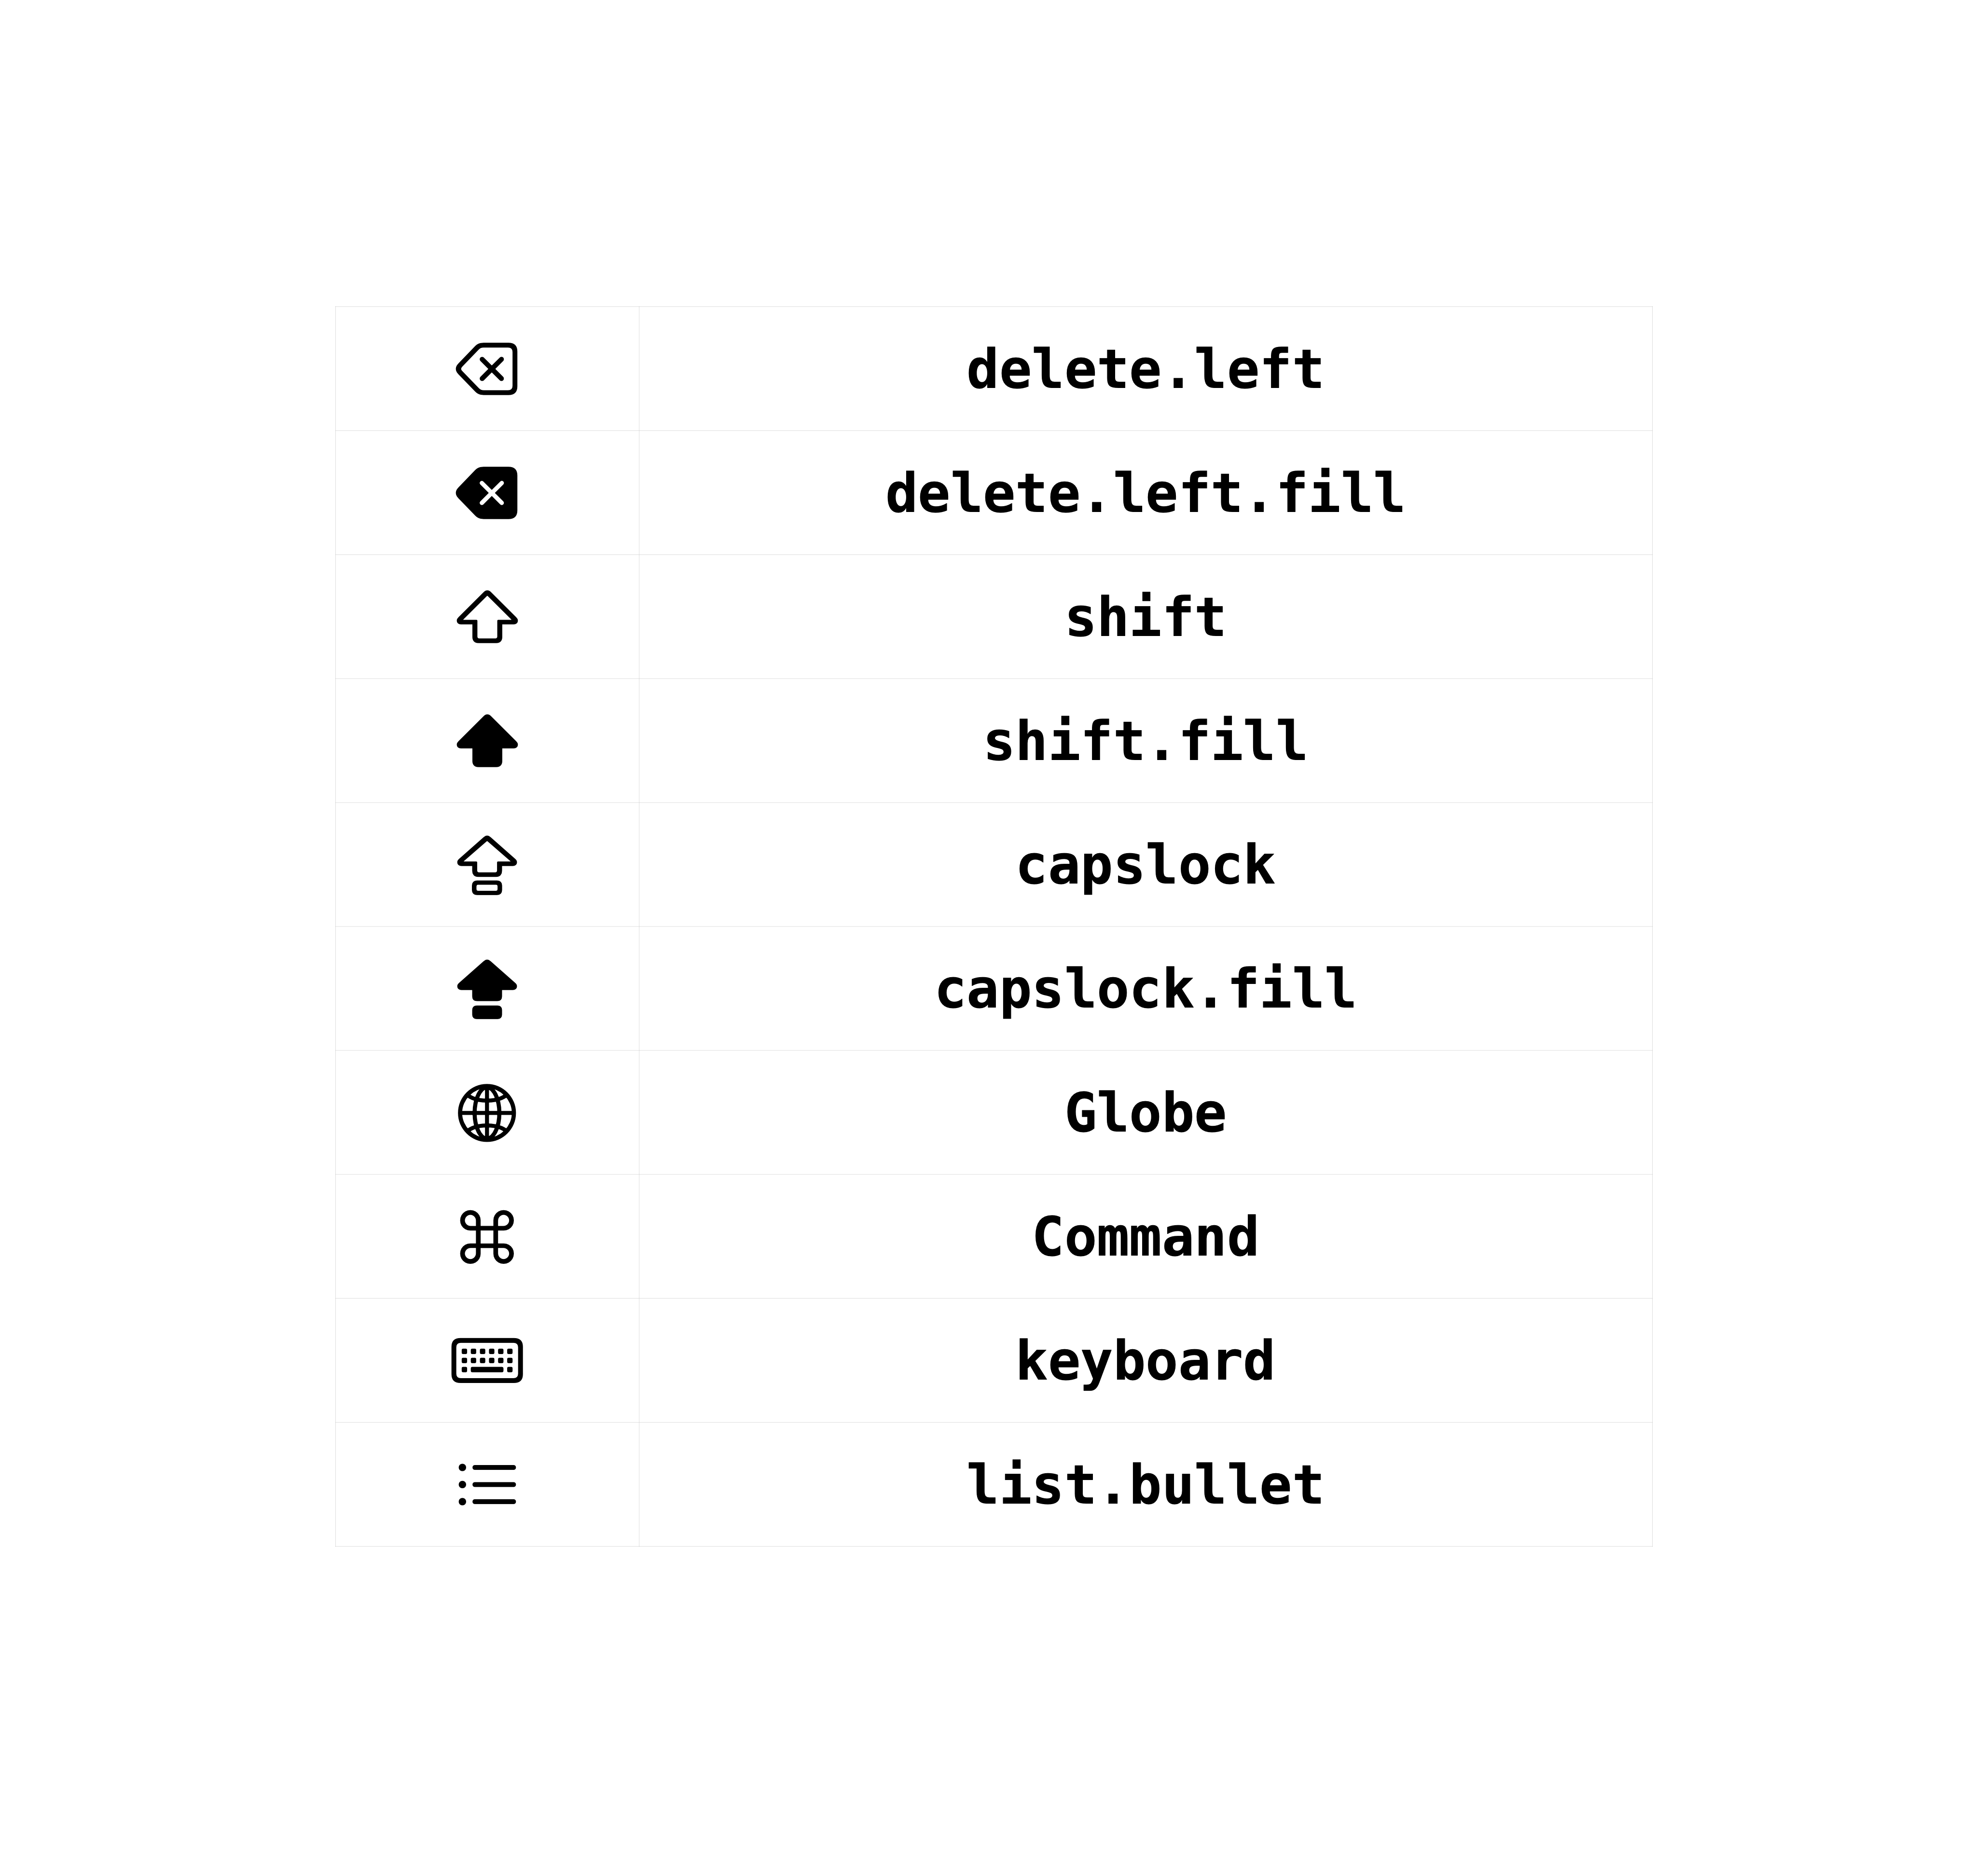 delete.left
delete.left.fill
shift
shift.fill
capslock
capslock.fill
Globe
Command
keyboard
list.bullet